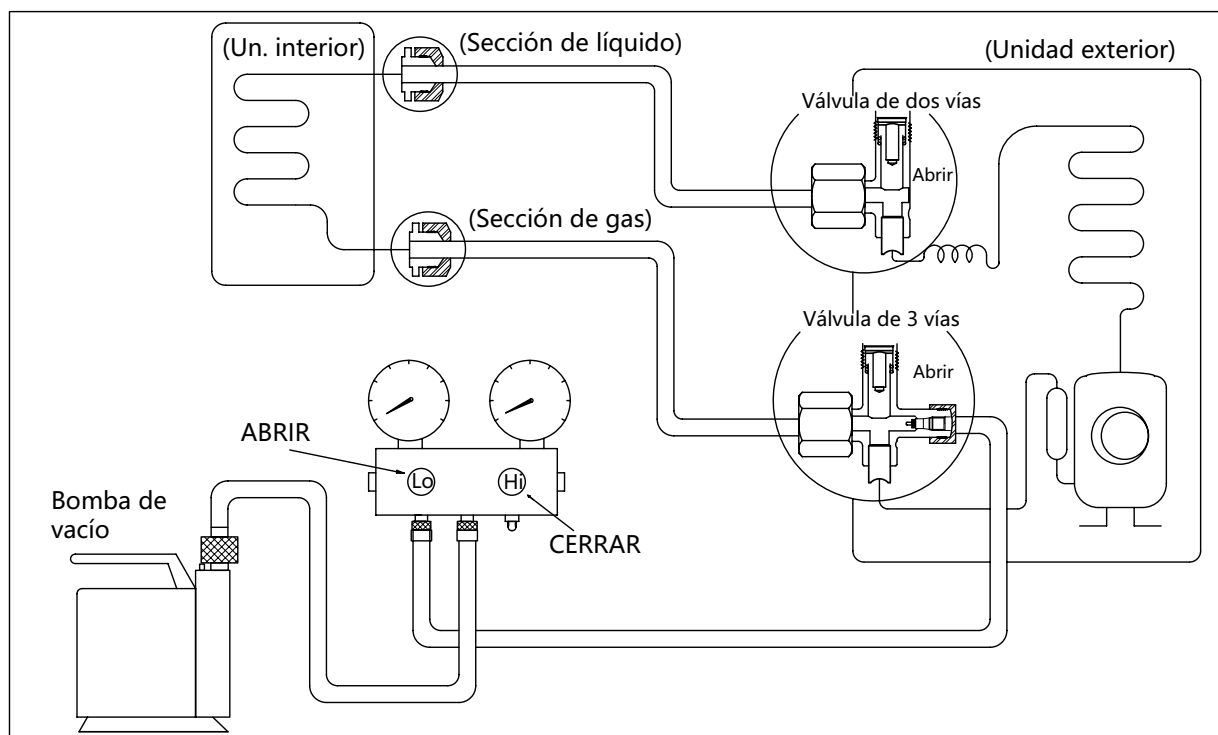 (Un. interior)
(Sección de líquido)
(Unidad exterior)
Válvula de dos vías
Abrir
(Sección de gas)
Válvula de 3 vías
Abrir
ABRIR
Lo
Hi
CERRAR
Bomba de
vacío